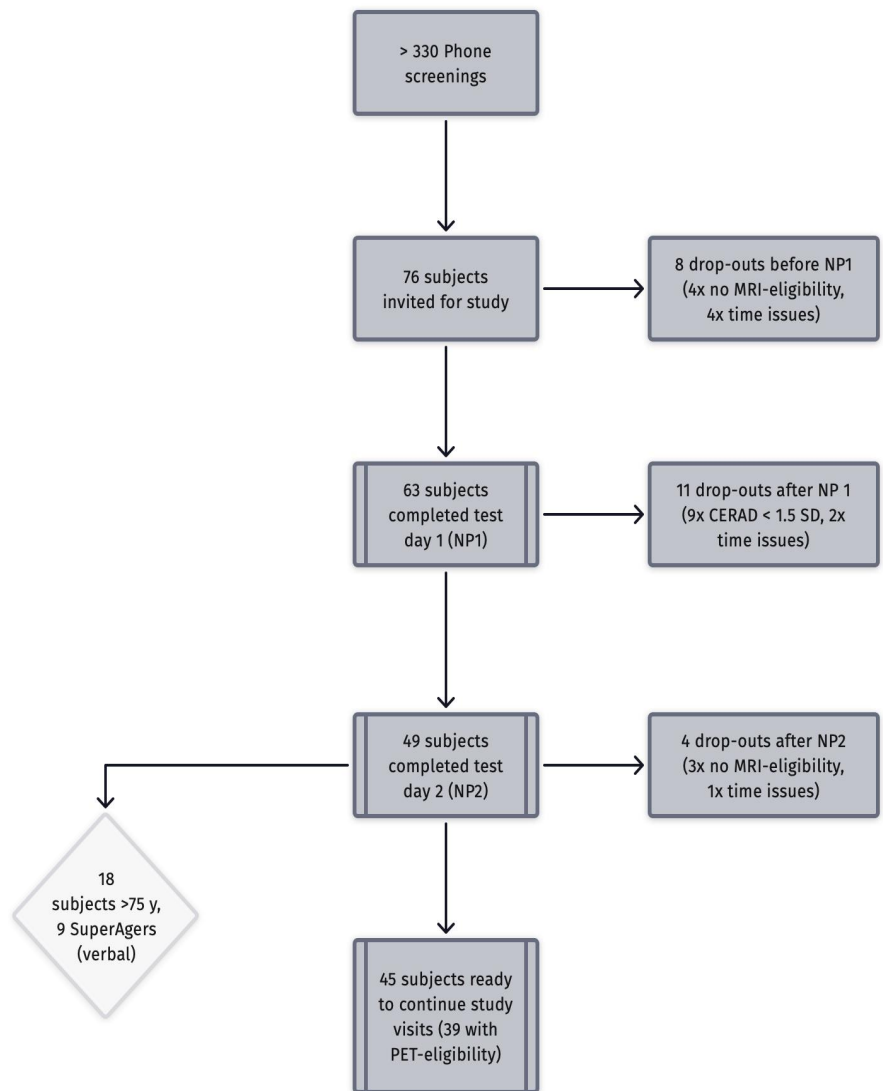 > 330 Phone
screenings
76 subjects
invited for study
8 drop-outs before NP1
(4x no MRI-eligibility,
4x time issues)
63 subjects
completed test
day 1 (NP1)
11 drop-outs after NP 1
(9x CERAD < 1.5 SD, 2x
time issues)
49 subjects
completed test
day 2 (NP2)
4 drop-outs after NP2
(3x no MRI-eligibility,
1x time issues)
18
subjects >75 y,
9 SuperAgers
(verbal)
45 subjects ready
to continue study
visits (39 with
PET-eligibility)